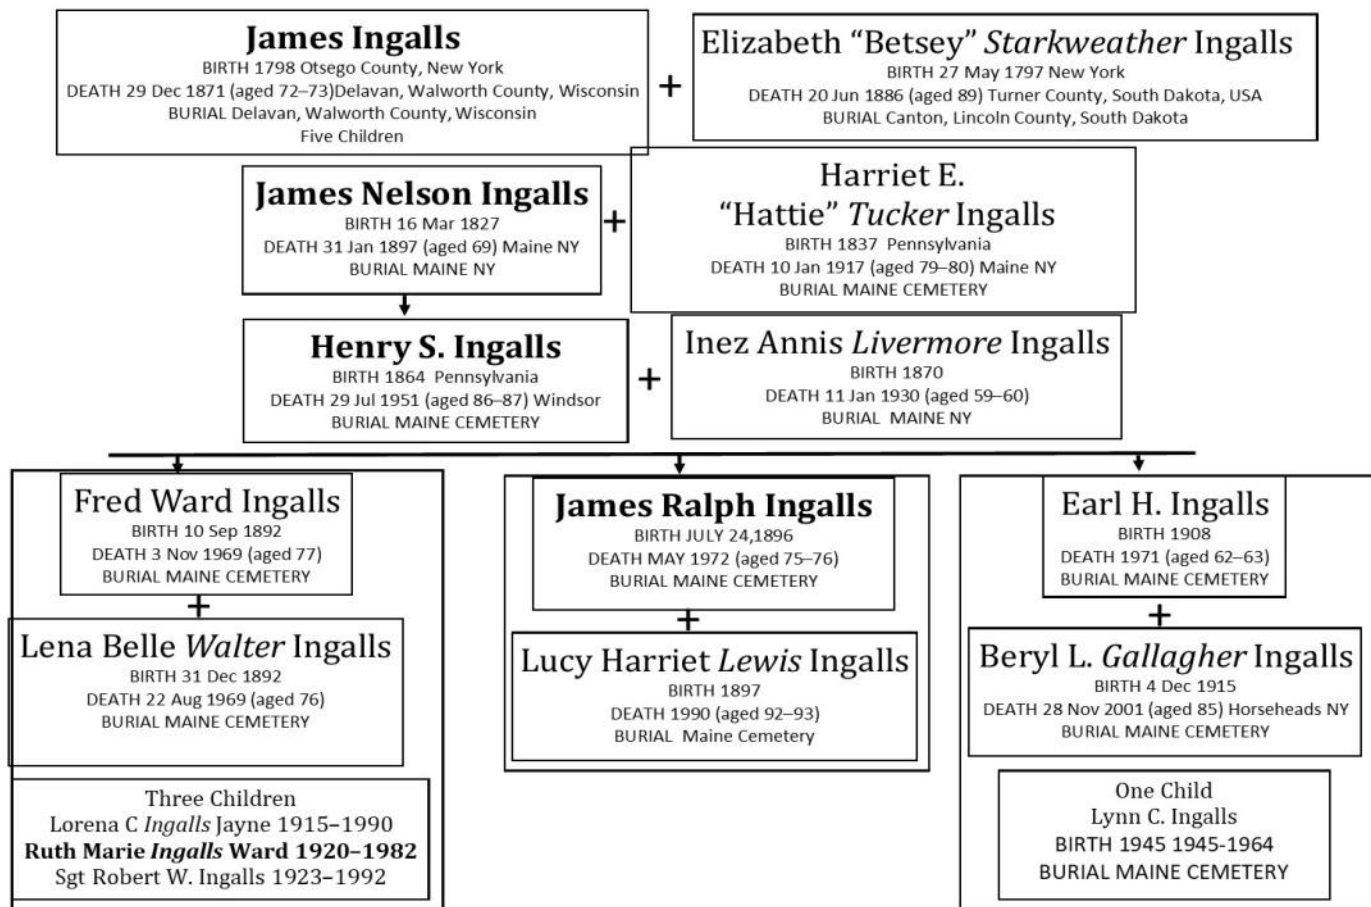 James Ingalls
BIRTH 1798 Otsego County, New York
DEATH 29 Dec 1871 (aged 72–73)Delavan, Walworth County, Wisconsin
BURIAL Delavan, Walworth County, Wisconsin
Five Children
+
Elizabeth “Betsey” Starkweather Ingalls
BIRTH 27 May 1797 New York
DEATH 20 Jun 1886 (aged 89) Turner County, South Dakota, USA
BURIAL Canton, Lincoln County, South Dakota
James Nelson Ingalls
BIRTH 16 Mar 1827
DEATH 31 Jan 1897 (aged 69) Maine NY
BURIAL MAINE NY
+
Harriet E.
“Hattie” Tucker Ingalls
BIRTH 1837 Pennsylvania
DEATH 10 Jan 1917 (aged 79–80) Maine NY
BURIAL MAINE CEMETERY
Henry S. Ingalls
BIRTH 1864 Pennsylvania
DEATH 29 Jul 1951 (aged 86–87) Windsor
BURIAL MAINE CEMETERY
+
Inez Annis Livermore Ingalls
BIRTH 1870
DEATH 11 Jan 1930 (aged 59–60)
BURIAL MAINE NY
Fred Ward Ingalls
BIRTH 10 Sep 1892
DEATH 3 Nov 1969 (aged 77)
BURIAL MAINE CEMETERY
+
Lena Belle Walter Ingalls
BIRTH 31 Dec 1892
DEATH 22 Aug 1969 (aged 76)
BURIAL MAINE CEMETERY
Three Children
Lorena C Ingalls Jayne 1915–1990
Ruth Marie Ingalls Ward 1920–1982
Sgt Robert W. Ingalls 1923–1992
James Ralph Ingalls
BIRTH JULY 24,1896
DEATH MAY 1972 (aged 75–76)
BURIAL MAINE CEMETERY
+
Lucy Harriet Lewis Ingalls
BIRTH 1897
DEATH 1990 (aged 92–93)
BURIAL Maine Cemetery
Earl H. Ingalls
BIRTH 1908
DEATH 1971 (aged 62–63)
BURIAL MAINE CEMETERY
+
Beryl L. Gallagher Ingalls
BIRTH 4 Dec 1915
DEATH 28 Nov 2001 (aged 85) Horseheads NY
BURIAL MAINE CEMETERY
One Child
Lynn C. Ingalls
BIRTH 1945 1945-1964
BURIAL MAINE CEMETERY